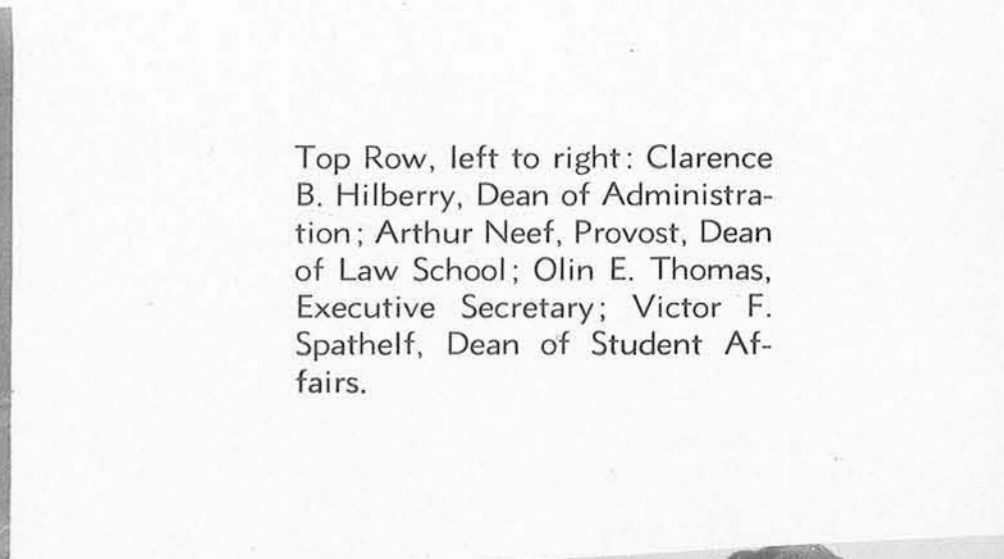 Top Row, left to right: Clarence
B. Hilberry, Dean of Administra-
tion; Arthur Neef, Provost, Dean
of Law School; Olin E. Thomas,
Executive Secretary; Victor F.
Spathelf, Dean of Student Af-
fairs.